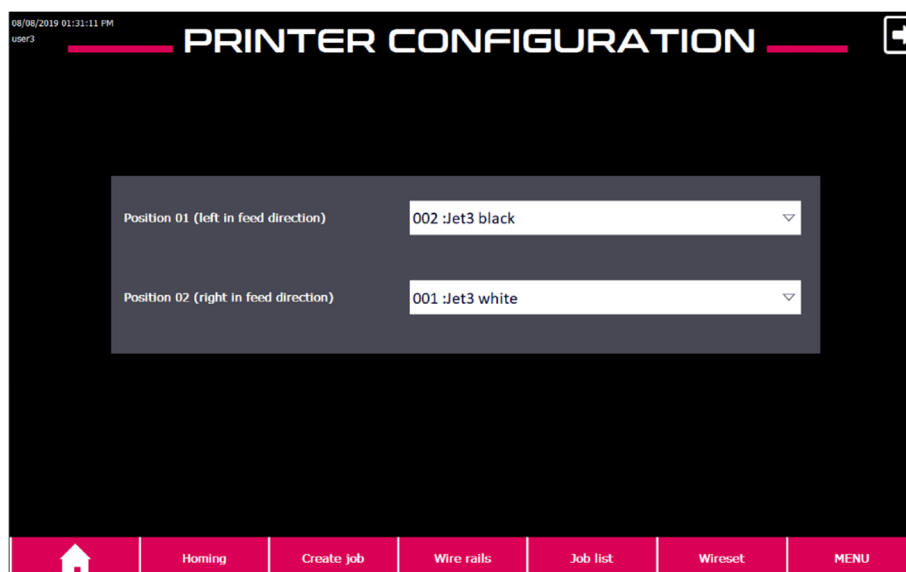 08/08/2019 01:31:11 PM
user3
PRINTER CONFIGURATION
Position 01 (left in feed direction)
002 :Jet3 black
Position 02 (right in feed direction)
001 :Jet3 white
Homing
Create job
Wire rails
Job list
Wireset
MENU